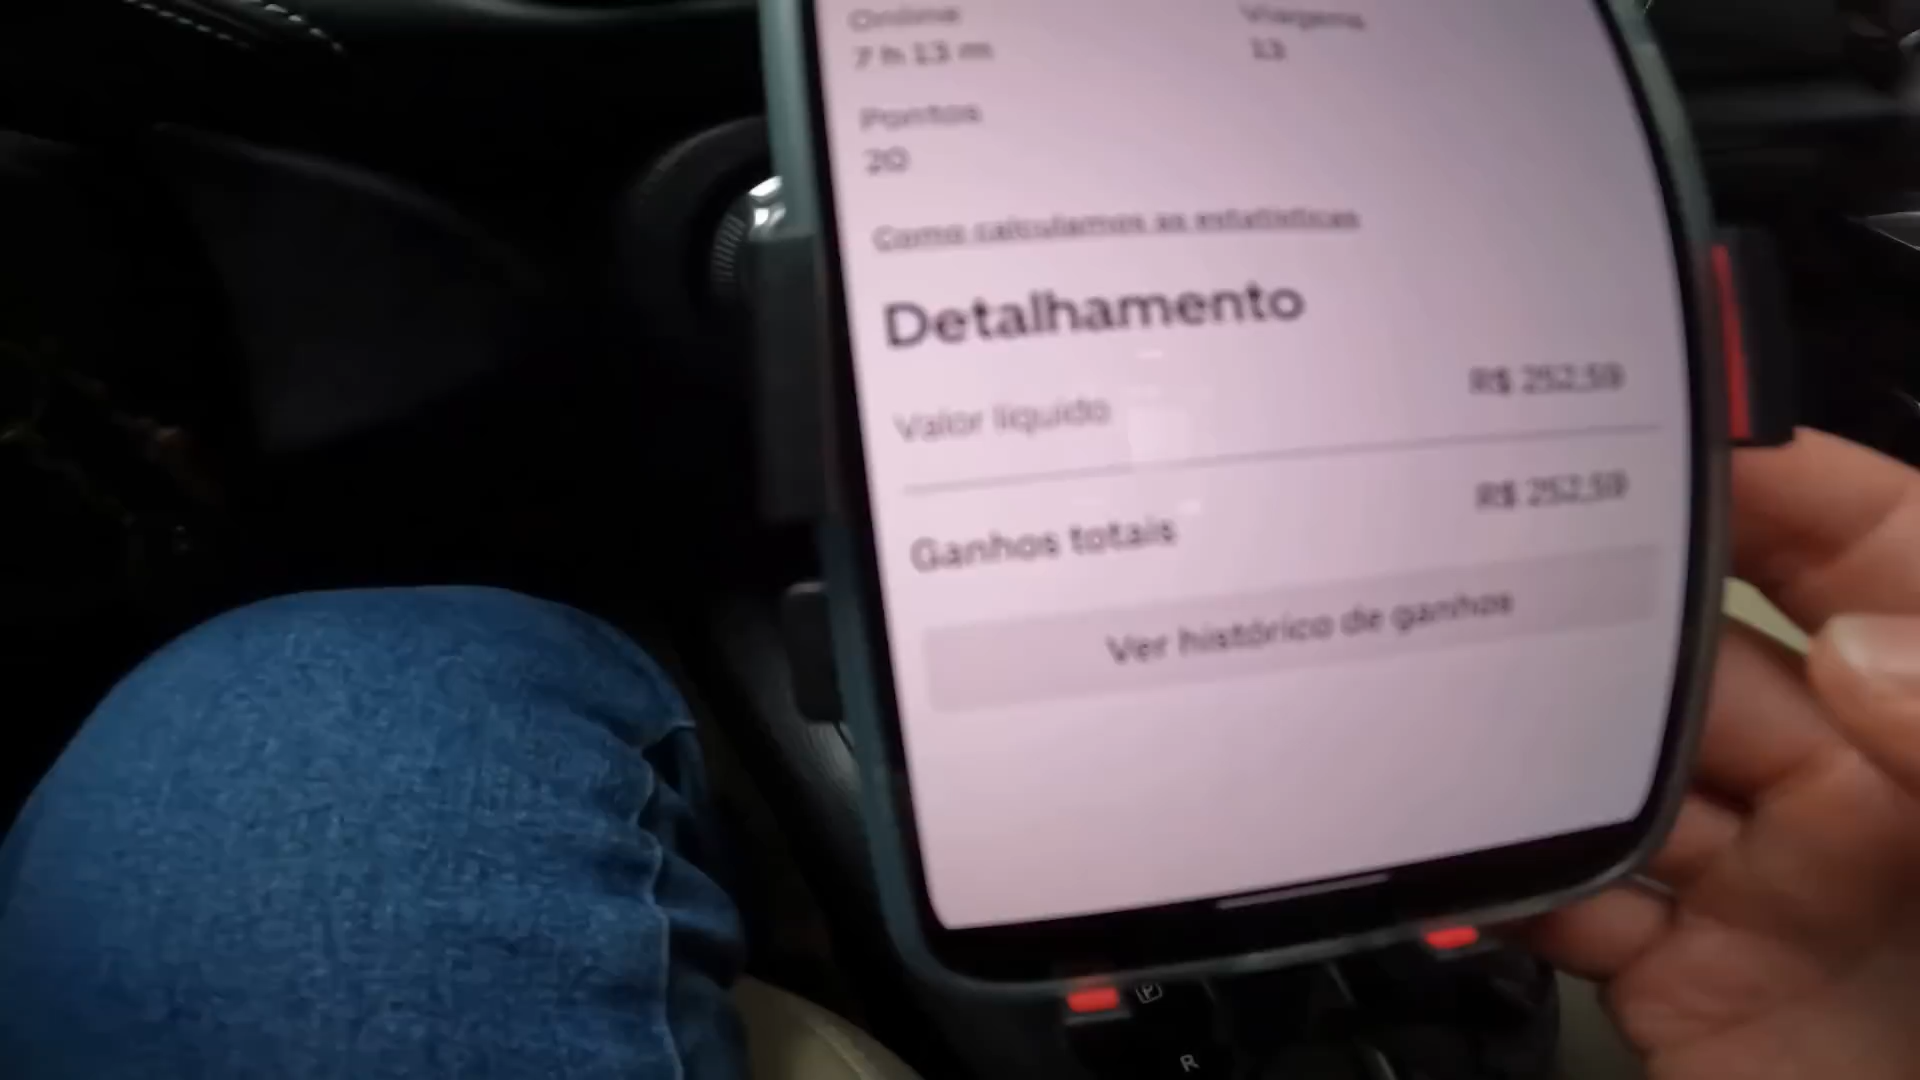 Online
Viagens
7 h 13 m
13
Pontos
20
Como calculamos as estatísticas
Detalhamento
Valor líquido
R$ 252,59
Ganhos totais
R$ 252,59
Ver histórico de ganhos
P
R